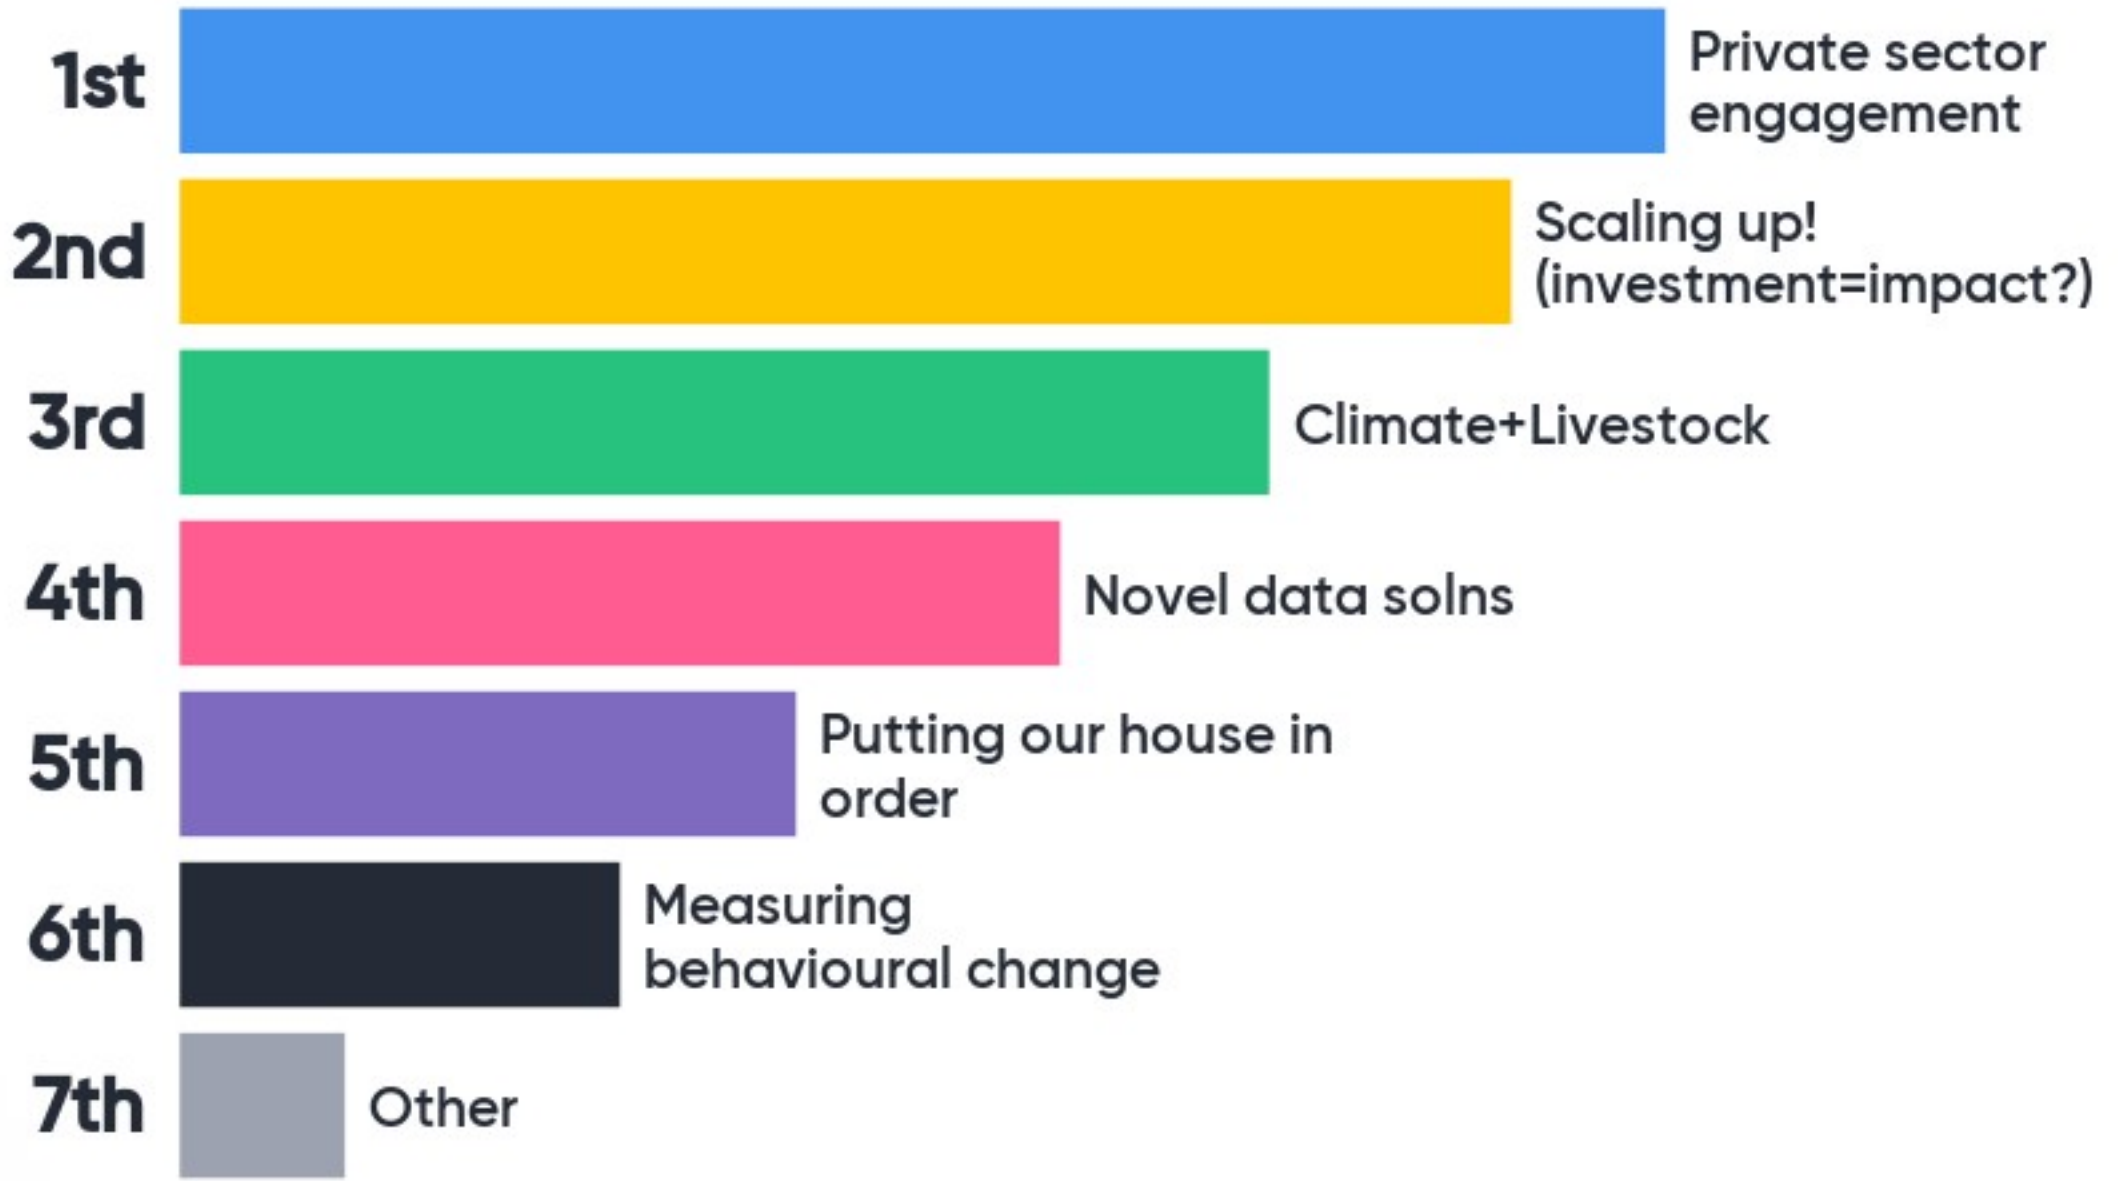 1st
Private sector
engagement
2nd
Scaling up!
(investment=impact?)
3rd
Climate+Livestock
4th
Novel data solns
5th
Putting our house in
order
6th
Measuring
behavioural change
7th
Other